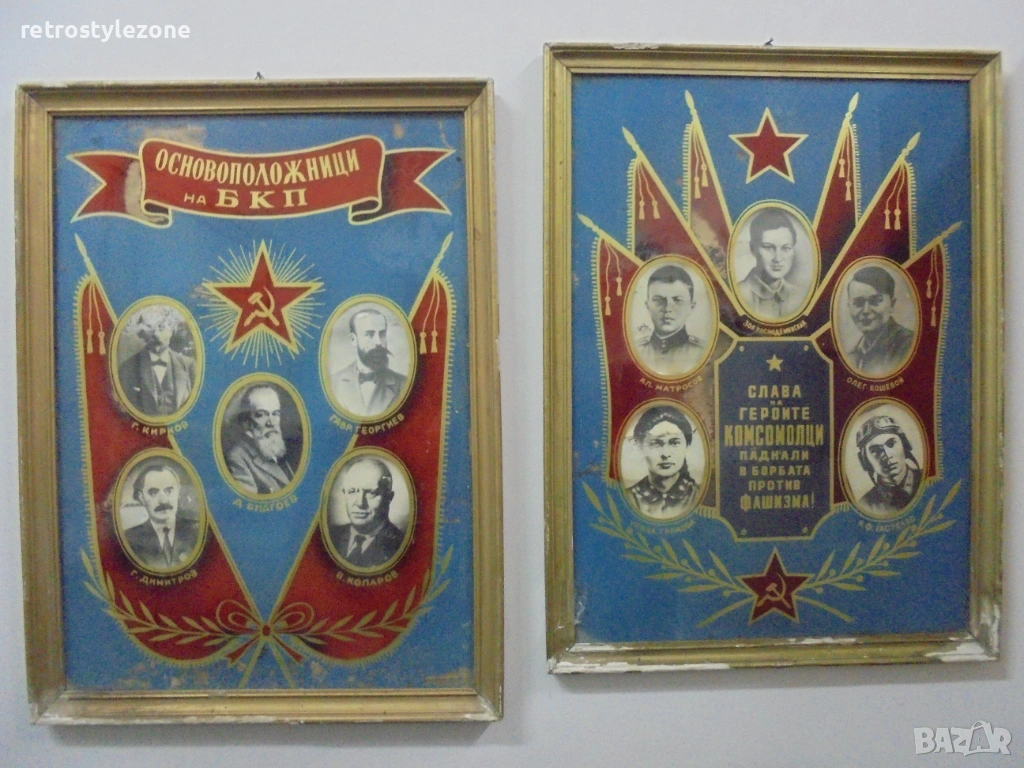 retrostylezone
ОСНОВОПОЛОЖНИЦИ
НА БКП
Г. КИРКОВ
ГАВР. ГЕОРГИЕВ
Д. БЛАГОЕВ
Г. ДИМИТРОВ
В. КОЛАРОВ
АЛ. МАТРОСОВ
ОЛЕГ КОШЕВОЙ
СЛАВА
НА
ГЕРОИТЕ
КОМСОМОЛЦИ
ПАДНАЛИ
В БОРБАТА
ПРОТИВ
ФАШИЗМА!
BAZAR